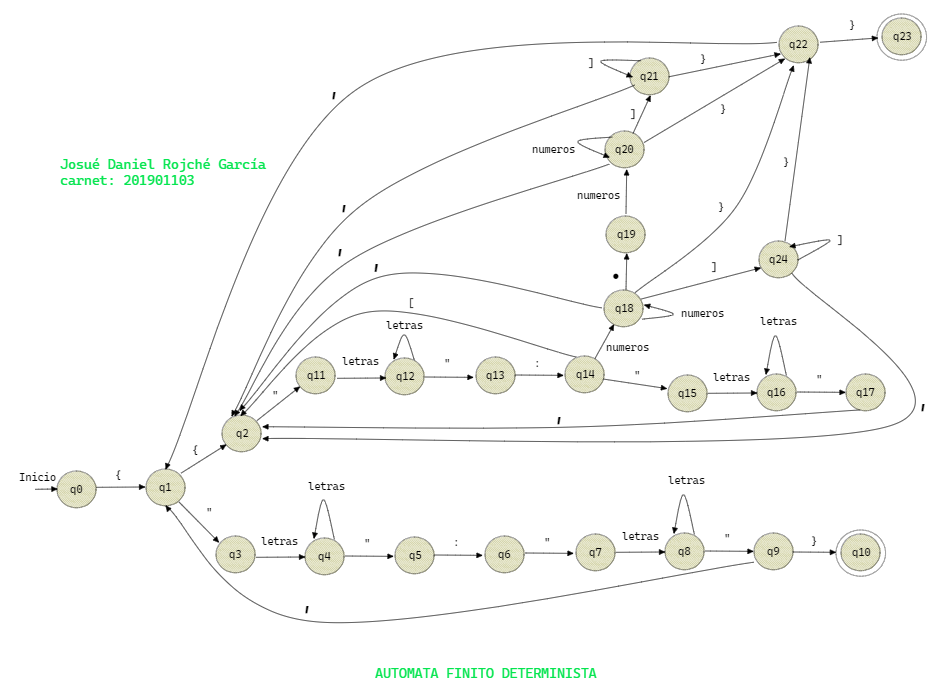 } q23
q22
] q21 }
,
] }
numeros q20
Josué Daniel Rojché García
carnet: 201901103
}
numeros
, }
q19
, ] q24 ]
,
[ q18 numeros
letras letras
numeros
q11 letras q12 " q13 : q14 "
" q15 letras q16 " q17
, ,
q2
{
Inicio q0 { q1
letras letras
"
q3 letras q4 " q5 : q6 " q7 letras q8 " q9 } q10
,
AUTOMATA FINITO DETERMINISTA